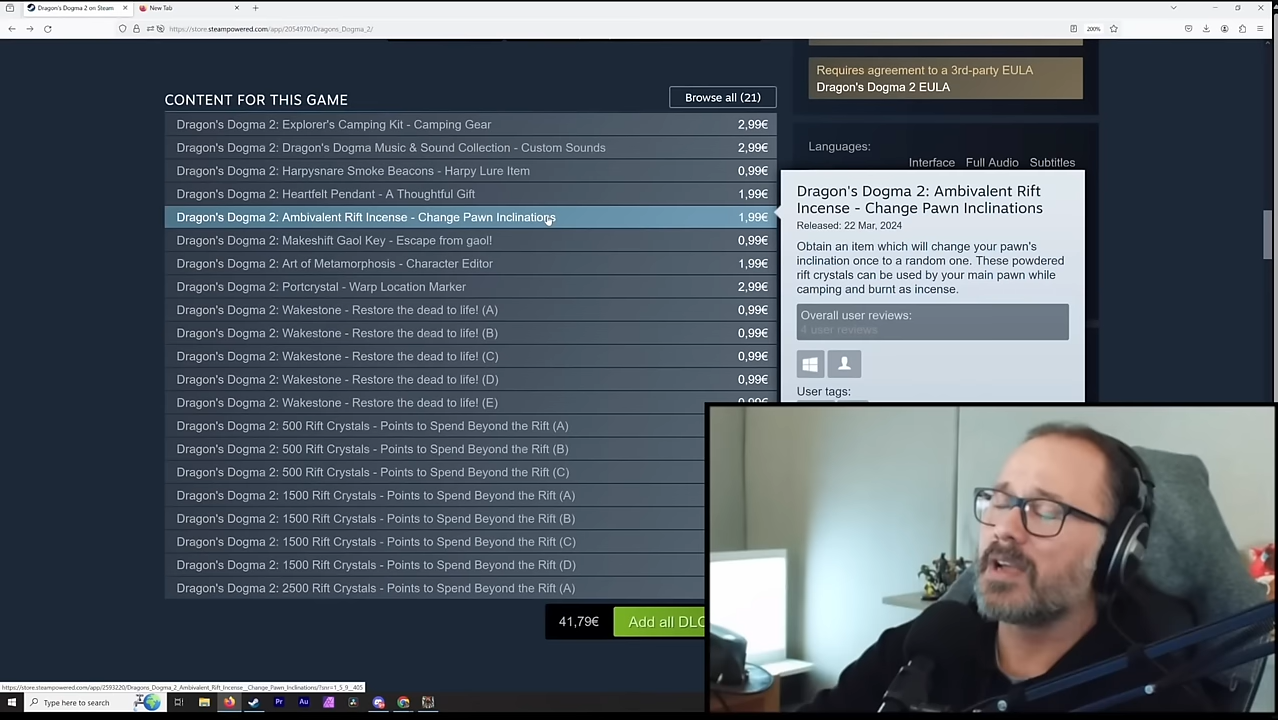 Dragon's Dogma 2 on Steam
New Tab
https://store.steampowered.com/app/2054970/Dragons_Dogma_2/
200%
Requires agreement to a 3rd-party EULA
Dragon's Dogma 2 EULA
CONTENT FOR THIS GAME
Browse all (21)
Dragon's Dogma 2: Explorer's Camping Kit - Camping Gear 2,99€
Dragon's Dogma 2: Dragon's Dogma Music & Sound Collection - Custom Sounds 2,99€
Dragon's Dogma 2: Harpysnare Smoke Beacons - Harpy Lure Item 0,99€
Dragon's Dogma 2: Heartfelt Pendant - A Thoughtful Gift 1,99€
Dragon's Dogma 2: Ambivalent Rift Incense - Change Pawn Inclinations 1,99€
Dragon's Dogma 2: Makeshift Gaol Key - Escape from gaol! 0,99€
Dragon's Dogma 2: Art of Metamorphosis - Character Editor 1,99€
Dragon's Dogma 2: Portcrystal - Warp Location Marker 2,99€
Dragon's Dogma 2: Wakestone - Restore the dead to life! (A) 0,99€
Dragon's Dogma 2: Wakestone - Restore the dead to life! (B) 0,99€
Dragon's Dogma 2: Wakestone - Restore the dead to life! (C) 0,99€
Dragon's Dogma 2: Wakestone - Restore the dead to life! (D) 0,99€
Dragon's Dogma 2: Wakestone - Restore the dead to life! (E) 0,99€
Dragon's Dogma 2: 500 Rift Crystals - Points to Spend Beyond the Rift (A)
Dragon's Dogma 2: 500 Rift Crystals - Points to Spend Beyond the Rift (B)
Dragon's Dogma 2: 500 Rift Crystals - Points to Spend Beyond the Rift (C)
Dragon's Dogma 2: 1500 Rift Crystals - Points to Spend Beyond the Rift (A)
Dragon's Dogma 2: 1500 Rift Crystals - Points to Spend Beyond the Rift (B)
Dragon's Dogma 2: 1500 Rift Crystals - Points to Spend Beyond the Rift (C)
Dragon's Dogma 2: 1500 Rift Crystals - Points to Spend Beyond the Rift (D)
Dragon's Dogma 2: 2500 Rift Crystals - Points to Spend Beyond the Rift (A)
41,79€
Add all DLC
Languages:
Interface Full Audio Subtitles
Dragon's Dogma 2: Ambivalent Rift
Incense - Change Pawn Inclinations
Released: 22 Mar, 2024
Obtain an item which will change your pawn's
inclination once to a random one. These powdered
rift crystals can be used by your main pawn while
camping and burnt as incense.
Overall user reviews:
4 user reviews
User tags:
https://store.steampowered.com/app/2593220/Dragons_Dogma_2_Ambivalent_Rift_Incense__Change_Pawn_Inclinations/?snr=1_5_9__405
Type here to search
Pr
Au